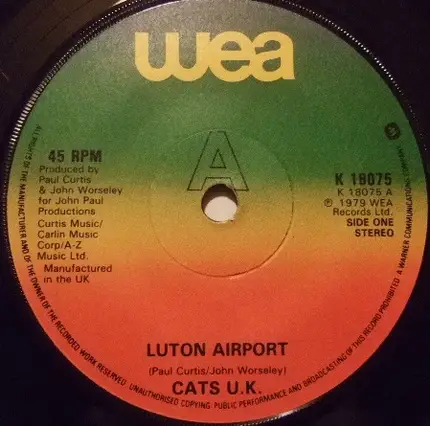 wea
A
45 RPM
Produced by
Paul Curtis
& John Worseley
for John Paul
Productions
Curtis Music/
Carlin Music
Corp/A-Z
Music Ltd.
Manufactured
in the UK
K 18075
K 18075 A
℗ 1979 WEA
Records Ltd.
SIDE ONE
STEREO
LUTON AIRPORT
(Paul Curtis/John Worseley)
CATS U.K.
ALL RIGHTS OF THE MANUFACTURER AND OF THE OWNER OF THE RECORDED WORK RESERVED. UNAUTHORISED COPYING, PUBLIC PERFORMANCE AND BROADCASTING OF THIS RECORD PROHIBITED. A WARNER COMMUNICATIONS COMPANY